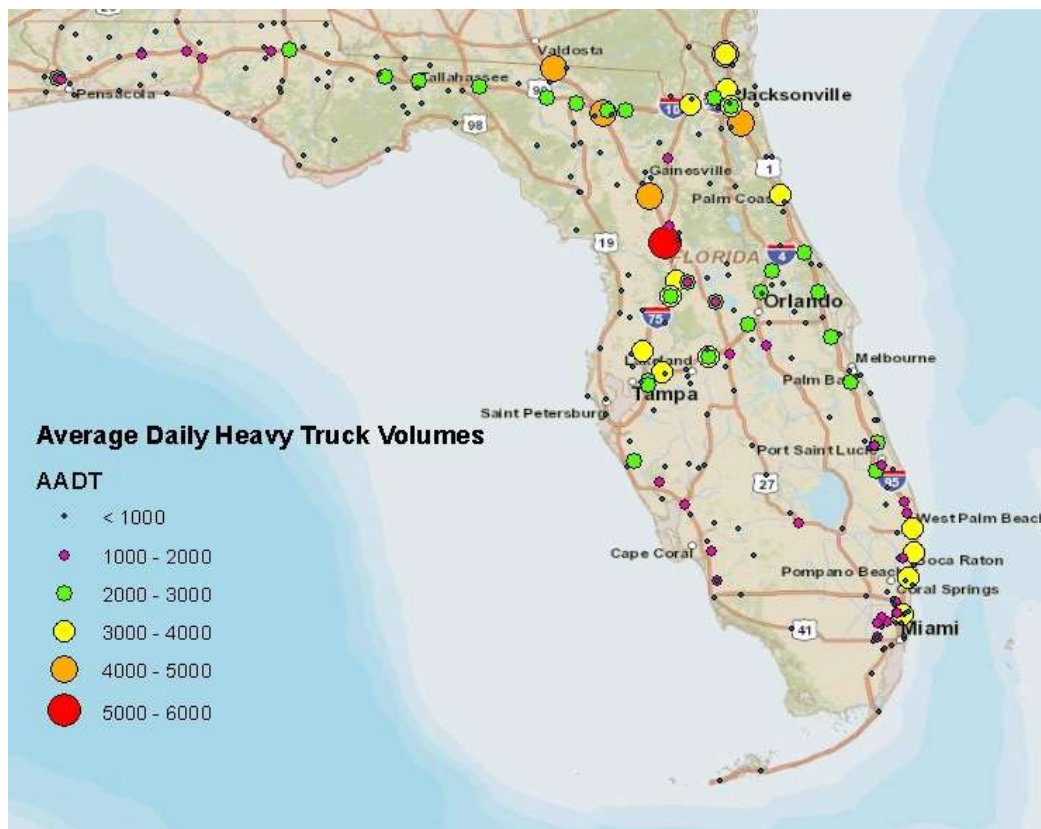 Valdosta
Tallahassee
98
Pensacola
10
Jacksonville
98
1
Gainesville
Palm Coast
19
FLORIDA
4
Orlando
75
Melbourne
Lakeland
Palm Bay
Tampa
Saint Petersburg
Average Daily Heavy Truck Volumes
Port Saint Lucie
AADT
27
95
< 1000
West Palm Beach
1000 - 2000
Cape Coral
Boca Raton
Pompano Beach
2000 - 3000
Coral Springs
3000 - 4000
41
Miami
4000 - 5000
5000 - 6000